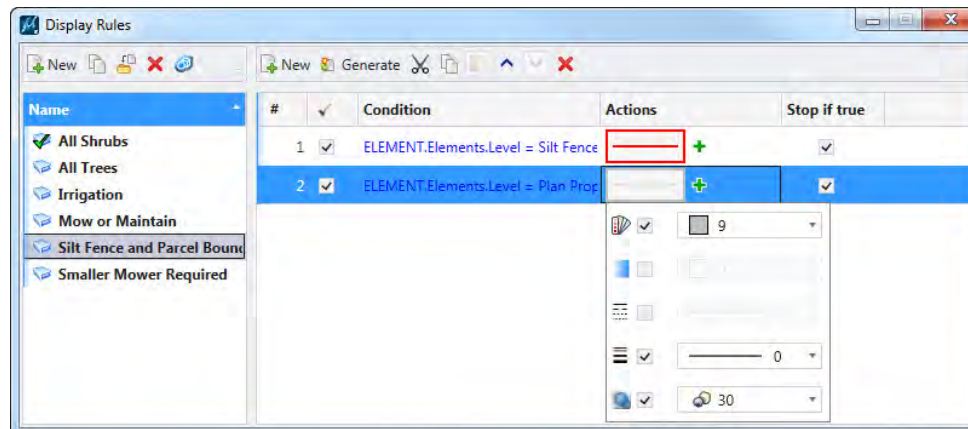 Display Rules
New
New Generate
Name
# Condition Actions Stop if true
All Shrubs
All Trees
Irrigation
Mow or Maintain
Silt Fence and Parcel Bound
Smaller Mower Required
1 ELEMENT.Elements.Level = Silt Fence
2 ELEMENT.Elements.Level = Plan Prop
9
0
30